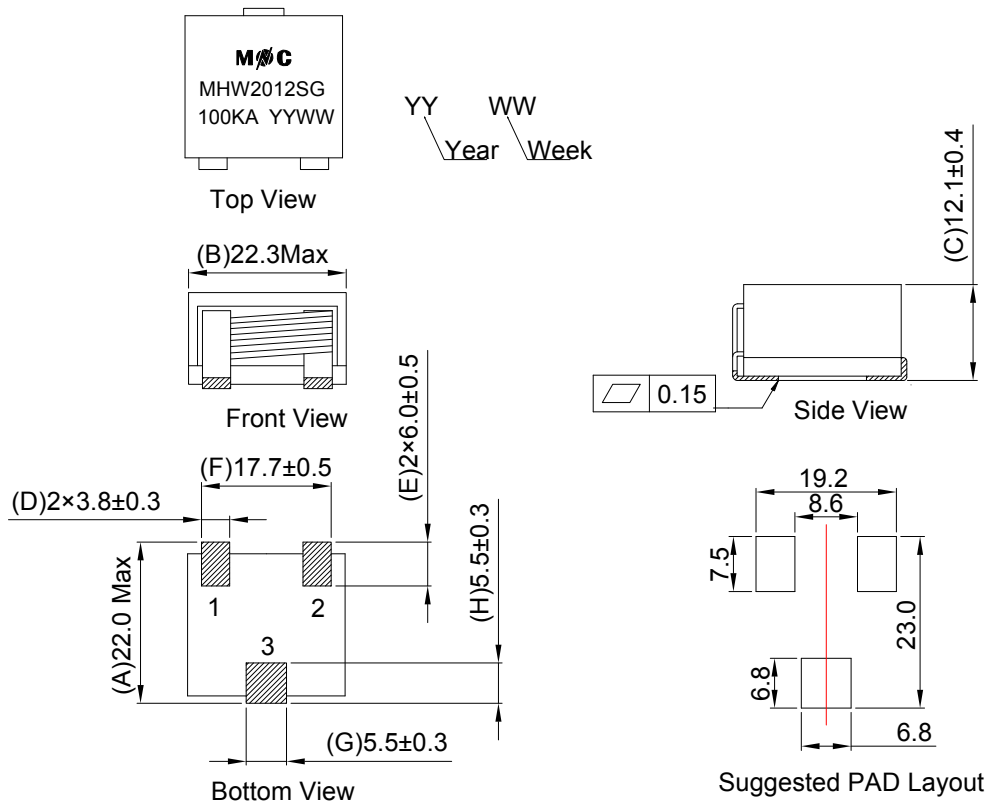 MØC
MHW2012SG
100KA YYWW
YY WW
Year Week
Top View
(B)22.3Max
(C)12.1±0.4
0.15
Front View
Side View
(D)2×3.8±0.3
(F)17.7±0.5
(E)2×6.0±0.5
(A)22.0 Max
(H)5.5±0.3
1
2
3
(G)5.5±0.3
Bottom View
19.2
8.6
7.5
23.0
6.8
6.8
Suggested PAD Layout